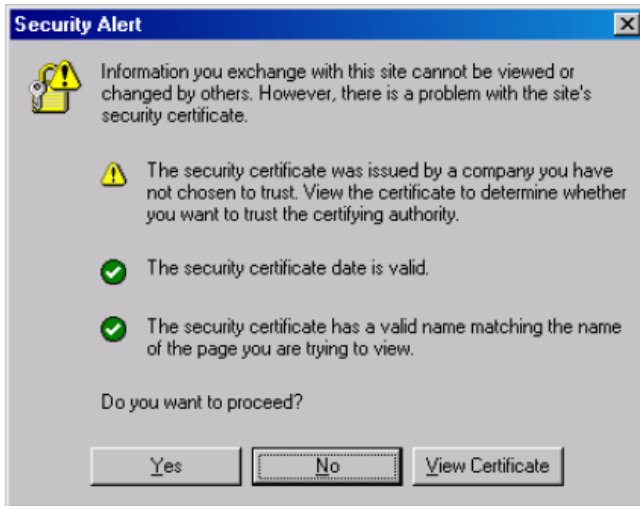 Security Alert
Information you exchange with this site cannot be viewed or
changed by others. However, there is a problem with the site's
security certificate.
The security certificate was issued by a company you have
not chosen to trust. View the certificate to determine whether
you want to trust the certifying authority.
The security certificate date is valid.
The security certificate has a valid name matching the name
of the page you are trying to view.
Do you want to proceed?
Yes No View Certificate